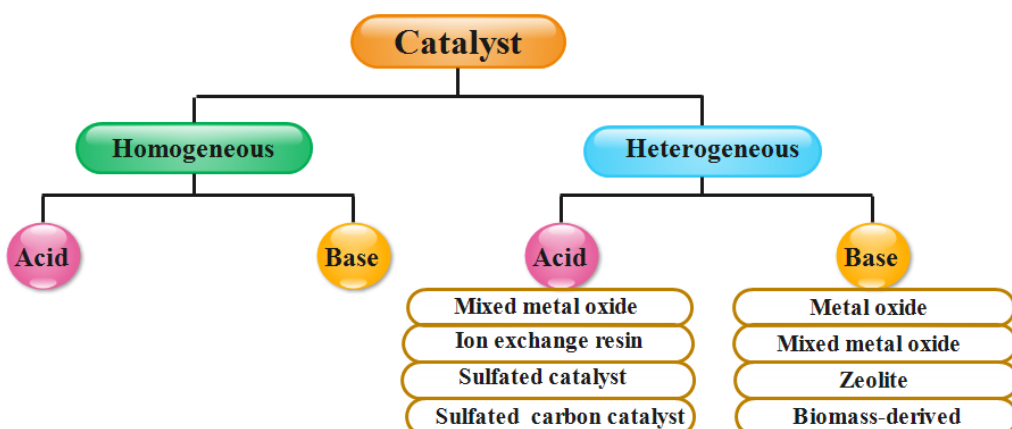 Catalyst
Homogeneous
Heterogeneous
Acid
Base
Acid
Base
Mixed metal oxide
Ion exchange resin
Sulfated catalyst
Sulfated carbon catalyst
Metal oxide
Mixed metal oxide
Zeolite
Biomass-derived